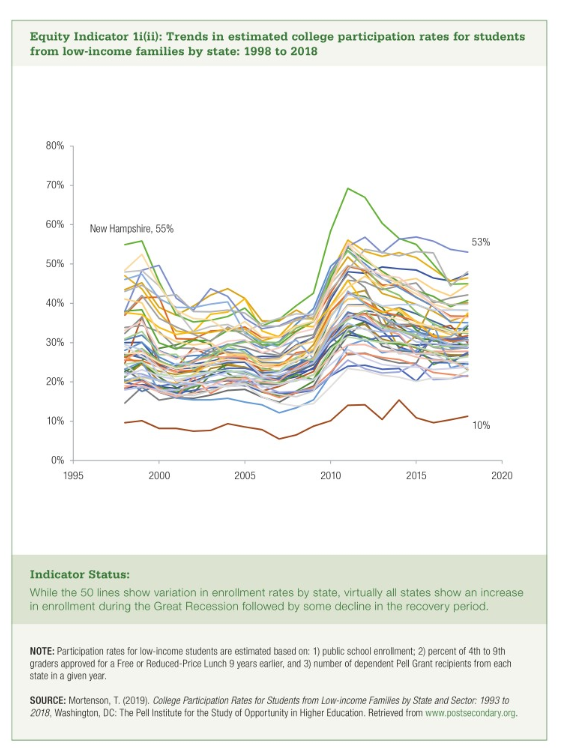 Equity Indicator 1i(ii): Trends in estimated college participation rates for students
from low-income families by state: 1998 to 2018
80%
70%
60%
New Hampshire, 55%
53%
50%
40%
30%
20%
10%
10%
0%
1995
2000
2005
2010
2015
2020
Indicator Status:
While the 50 lines show variation in enrollment rates by state, virtually all states show an increase
in enrollment during the Great Recession followed by some decline in the recovery period.
NOTE: Participation rates for low-income students are estimated based on: 1) public school enrollment; 2) percent of 4th to 9th
graders approved for a Free or Reduced-Price Lunch 9 years earlier, and 3) number of dependent Pell Grant recipients from each
state in a given year.
SOURCE: Mortenson, T. (2019). College Participation Rates for Students from Low-income Families by State and Sector: 1993 to
2018, Washington, DC: The Pell Institute for the Study of Opportunity in Higher Education. Retrieved from www.postsecondary.org.